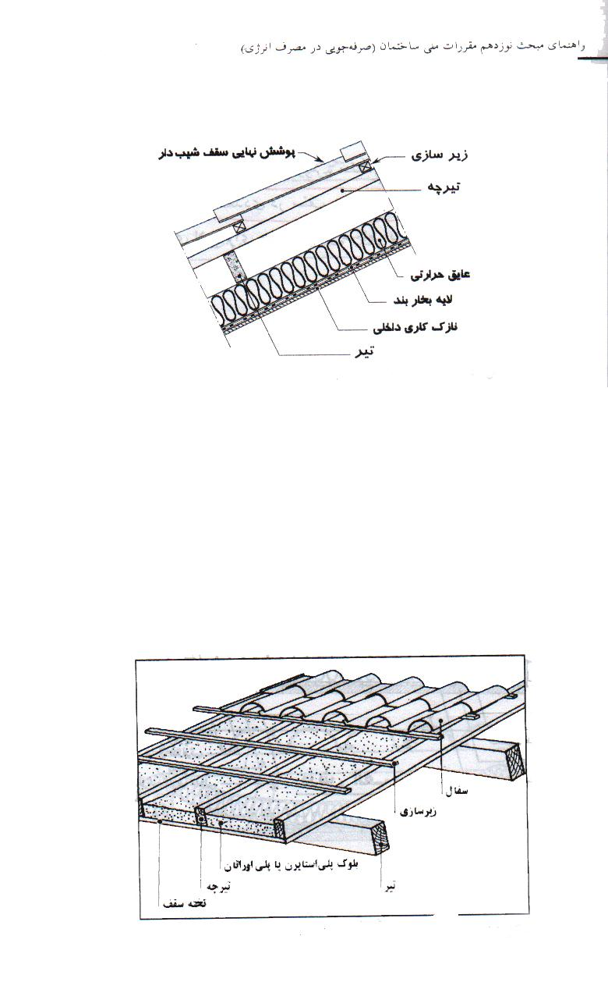 راهنمای مبحث نوزدهم مقررات ملی ساختمان (صرفه‌جویی در مصرف انرژی)
پوشش نهایی سقف شیب دار
زیر سازی
تیرچه
عایق حرارتی
لایه بخار بند
نازک کاری داخلی
تیر
سفال
زیرسازی
بلوک پلی‌استایرن یا پلی اورتان
تیرچه
تیر
تخته سقف